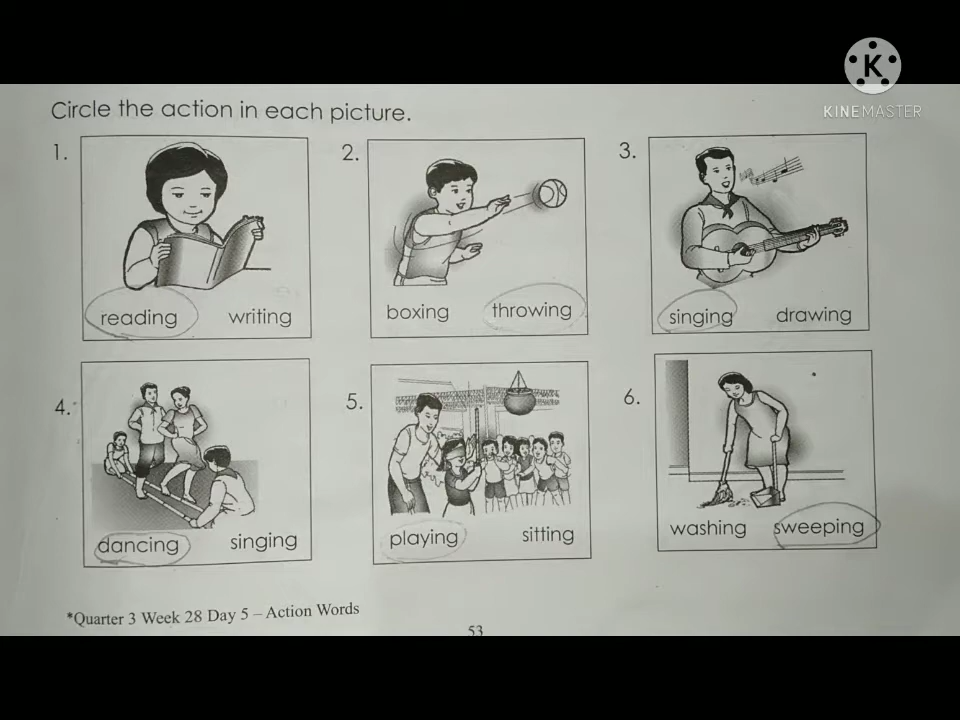 K
KINEMASTER
Circle the action in each picture.
1.
2.
3.
reading writing
boxing throwing
singing drawing
4.
5.
6.
dancing singing
playing sitting
washing sweeping
*Quarter 3 Week 28 Day 5 – Action Words
53